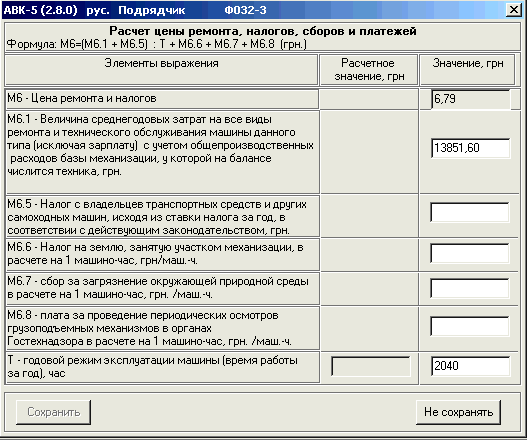 АВК-5 (2.8.0) рус. Подрядчик Ф032-3
Расчет цены ремонта, налогов, сборов и платежей
Формула: М6=(М6.1 + М6.5) : Т + М6.6 + М6.7 + М6.8 (грн.)
Элементы выражения
Расчетное
значение, грн
Значение, грн
М6 - Цена ремонта и налогов
6,79
М6.1 - Величина среднегодовых затрат на все виды
ремонта и технического обслуживания машины данного
типа (исключая зарплату) с учетом общепроизводственных
расходов базы механизации, у которой на балансе
числится техника, грн.
13851,60
М6.5 - Налог с владельцев транспортных средств и других
самоходных машин, исходя из ставки налога за год, в
соответствии с действующим законодательством, грн.
М6.6 - Налог на землю, занятую участком механизации, в
расчете на 1 машино-час, грн/маш.-ч.
М6.7 - сбор за загрязнение окружающей природной среды
в расчете на 1 машино-час, грн. /маш.-ч.
М6.8 - плата за проведение периодических осмотров
грузоподъемных механизмов в органах
Гостехнадзора в расчете на 1 машино-час, грн. /маш.-ч.
Т - годовой режим эксплуатации машины (время работы
за год), час
2040
Сохранить
Не сохранять